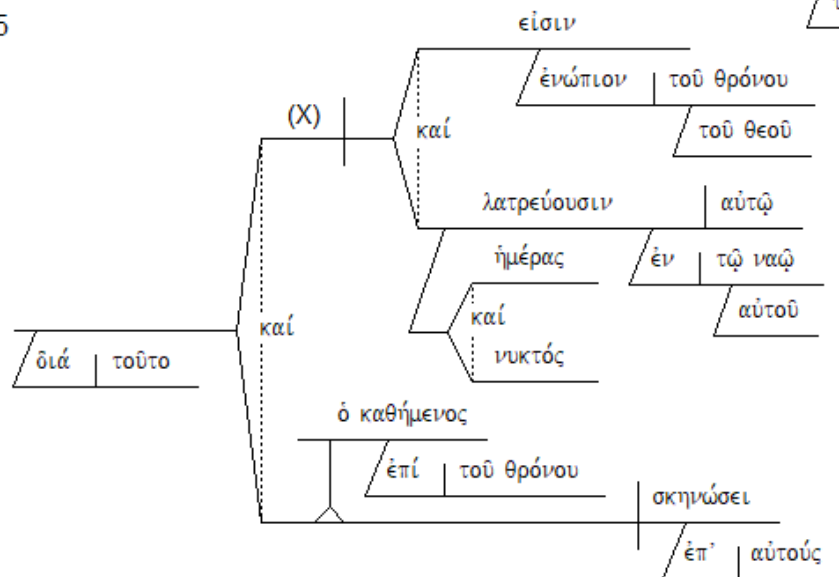 5
εἰσιν
ἐνώπιον τοῦ θρόνου
(X)
καί
τοῦ θεοῦ
λατρεύουσιν αὐτῷ
ἡμέρας ἐν τῷ ναῷ
καί καί αὐτοῦ
διά τοῦτο νυκτός
ὁ καθήμενος
ἐπί τοῦ θρόνου
σκηνώσει
ἐπ' αὐτούς